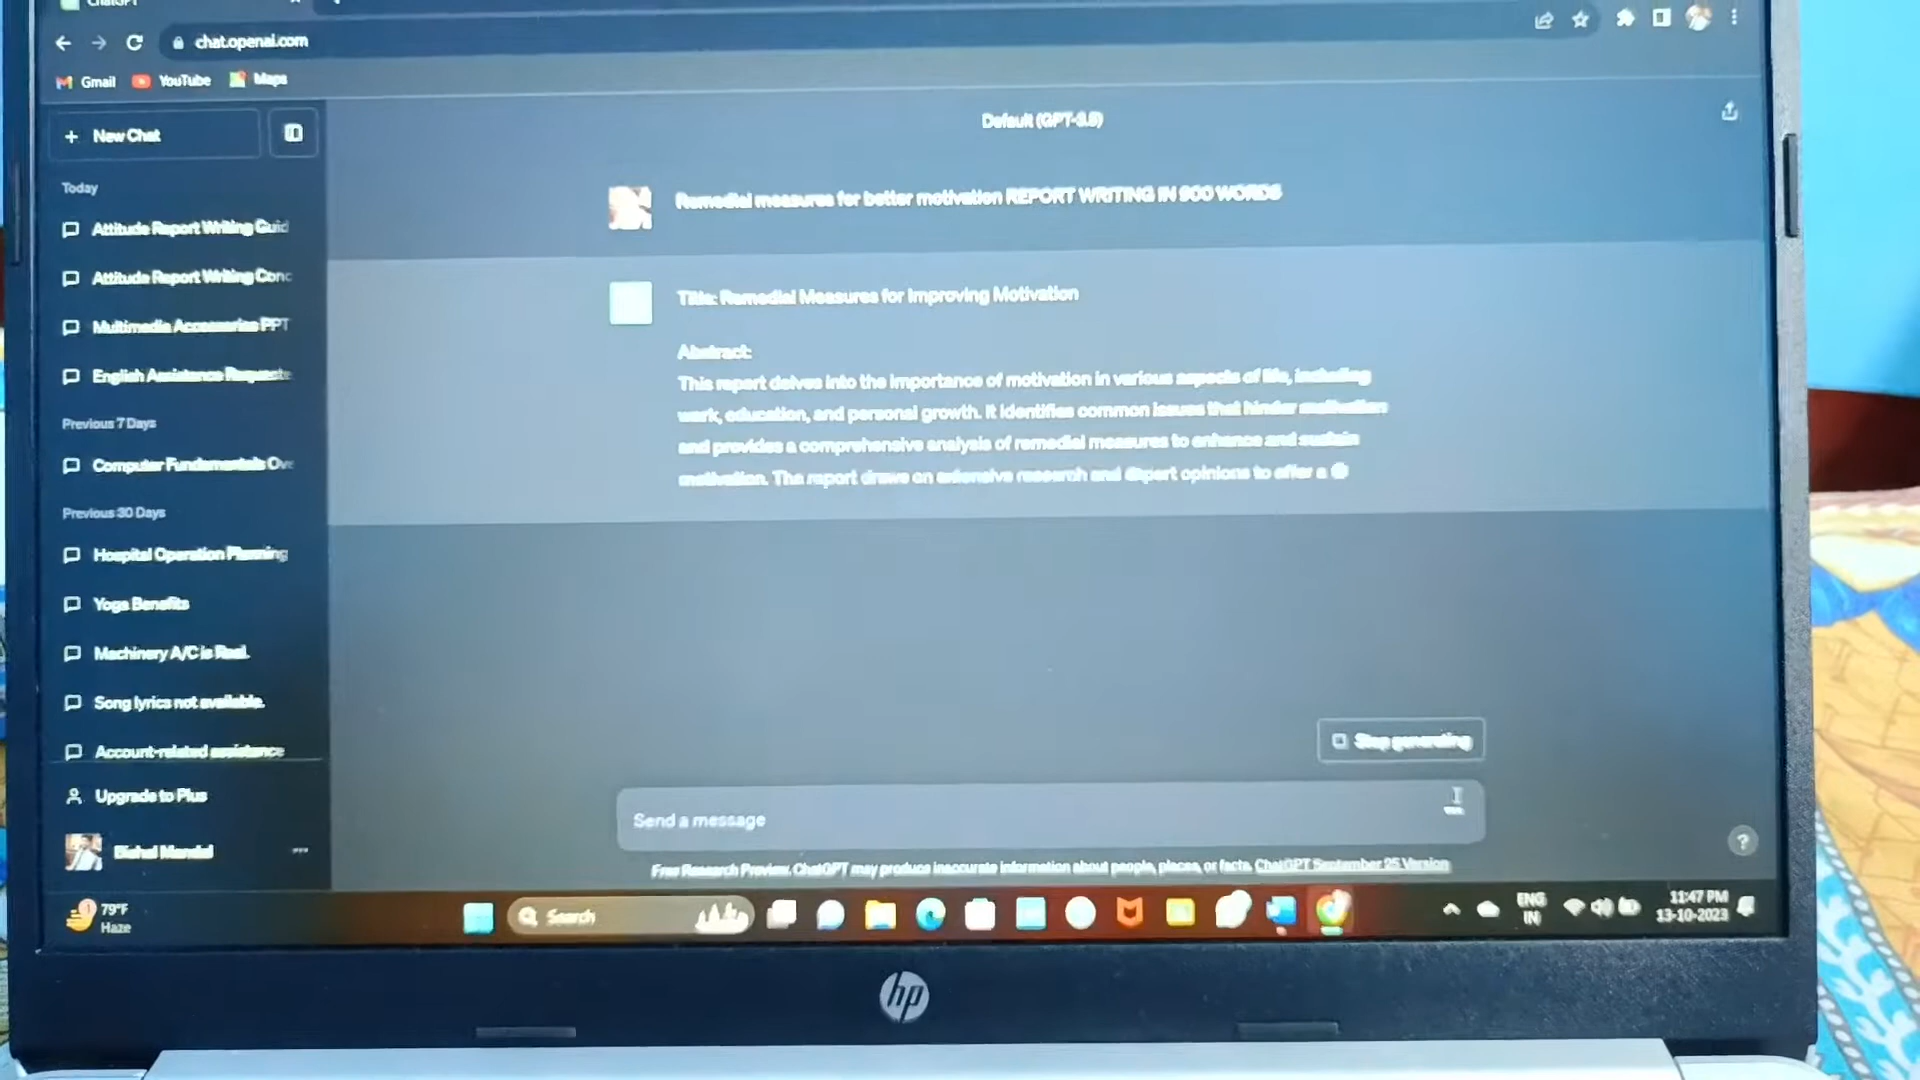 ChatGPT
chat.openai.com
Gmail YouTube Maps
New Chat
Default (GPT-3.5)
Today
Attitude Report Writing Guid
Attitude Report Writing Conc
Multimedia Accessories PPT
English Assistance Requeste
Previous 7 Days
Computer Fundamentals Ove
Previous 30 Days
Hospital Operation Planning
Yoga Benefits
Machinery A/C is Real.
Song lyrics not available.
Account-related assistance
Upgrade to Plus
Bishal Mandal
Remedial measures for better motivation REPORT WRITING IN 900 WORDS
Title: Remedial Measures for Improving Motivation
Abstract:
This report delves into the importance of motivation in various aspects of life, including
work, education, and personal growth. It identifies common issues that hinder motivation
and provides a comprehensive analysis of remedial measures to enhance and sustain
motivation. The report draws on extensive research and expert opinions to offer a
Stop generating
Send a message
Free Research Preview. ChatGPT may produce inaccurate information about people, places, or facts. ChatGPT September 25 Version
?
79°F
Haze
Search
ENG
IN
11:47 PM
13-10-2023
hp